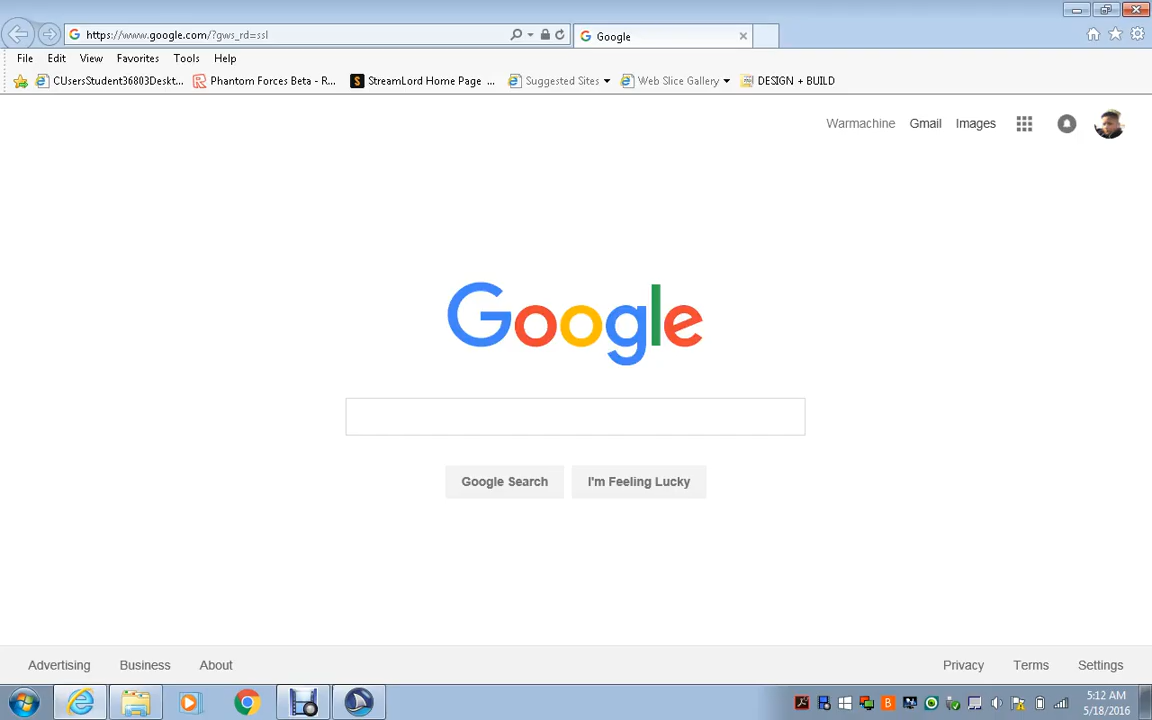 https://www.google.com/?gws_rd=ssl
Google
File Edit View Favorites Tools Help
CUsersStudent36803Deskt... Phantom Forces Beta - R... StreamLord Home Page ... Suggested Sites Web Slice Gallery DESIGN + BUILD
Warmachine Gmail Images
Google
Google Search I'm Feeling Lucky
Advertising Business About Privacy Terms Settings
5:12 AM
5/18/2016